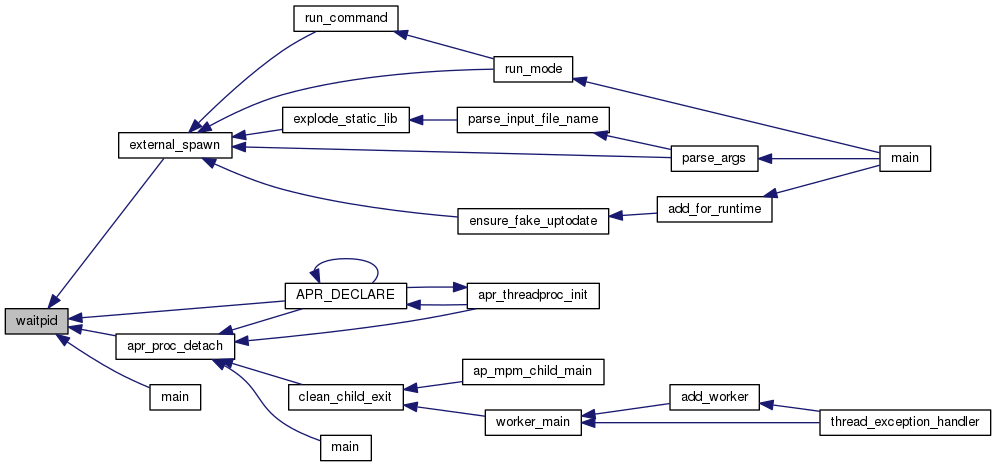 run_command
run_mode
explode_static_lib
parse_input_file_name
external_spawn
parse_args
main
add_for_runtime
ensure_fake_uptodate
APR_DECLARE
apr_threadproc_init
waitpid
apr_proc_detach
ap_mpm_child_main
main
clean_child_exit
add_worker
worker_main
thread_exception_handler
main